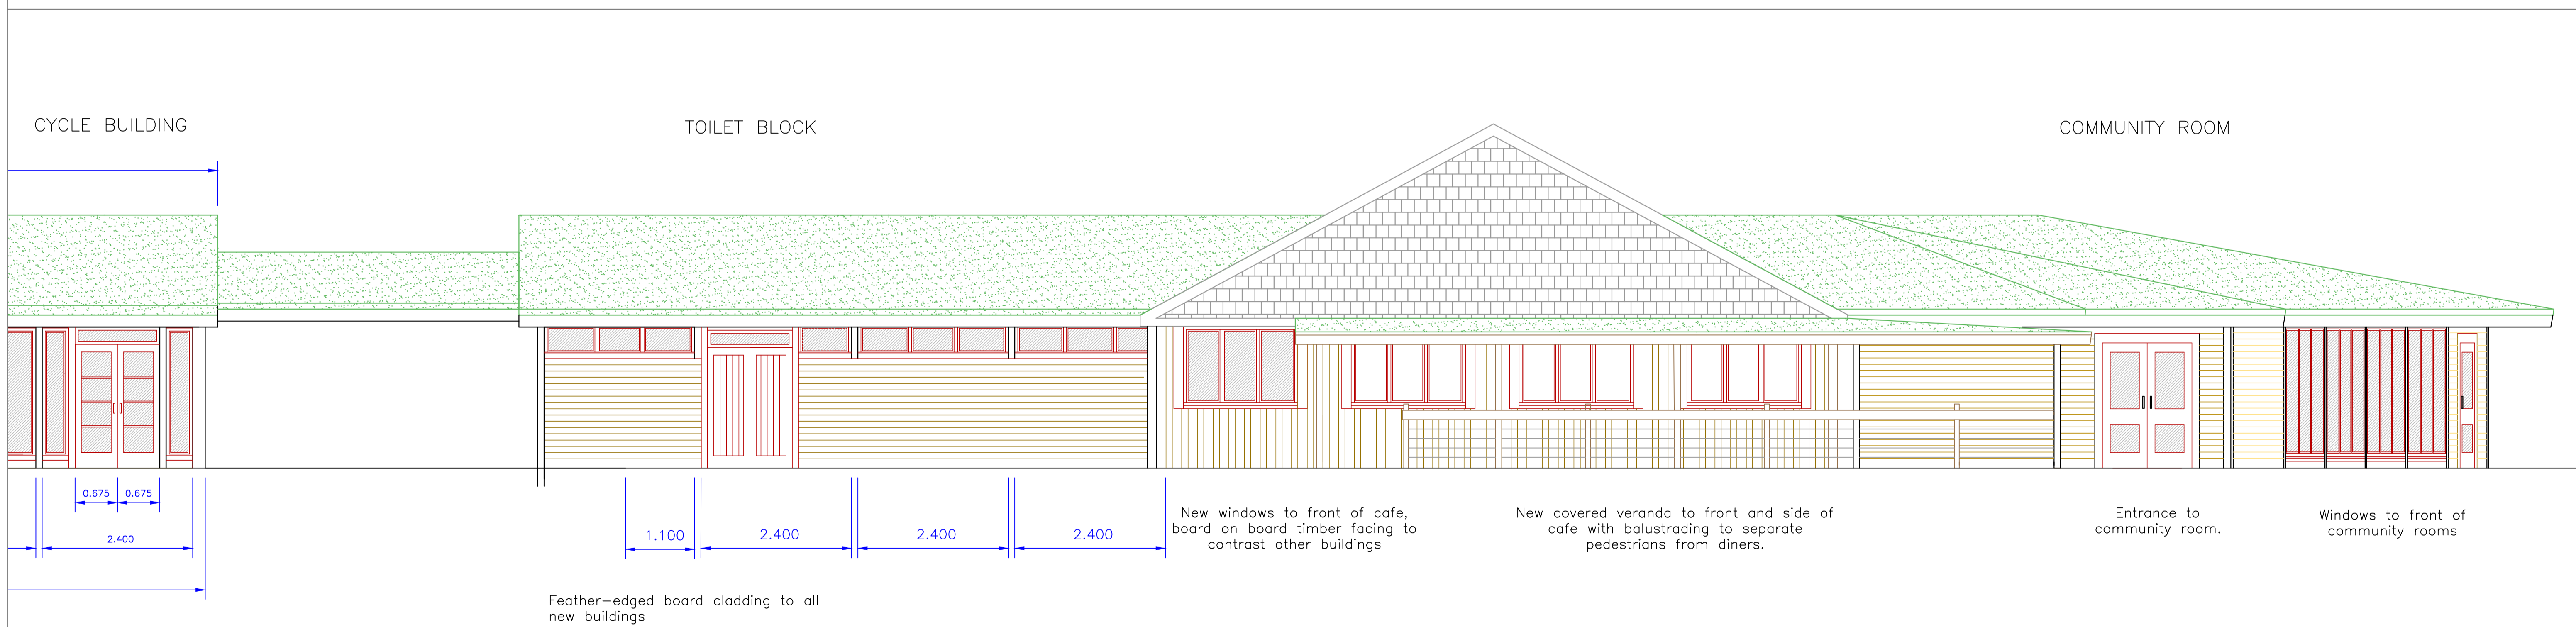 CYCLE BUILDING
TOILET BLOCK
COMMUNITY ROOM
0.675
0.675
2.400
1.100
2.400
2.400
2.400
New windows to front of cafe,
board on board timber facing to
contrast other buildings
New covered veranda to front and side of
cafe with balustrading to separate
pedestrians from diners.
Entrance to
community room.
Windows to front of
community rooms
Feather-edged board cladding to all
new buildings